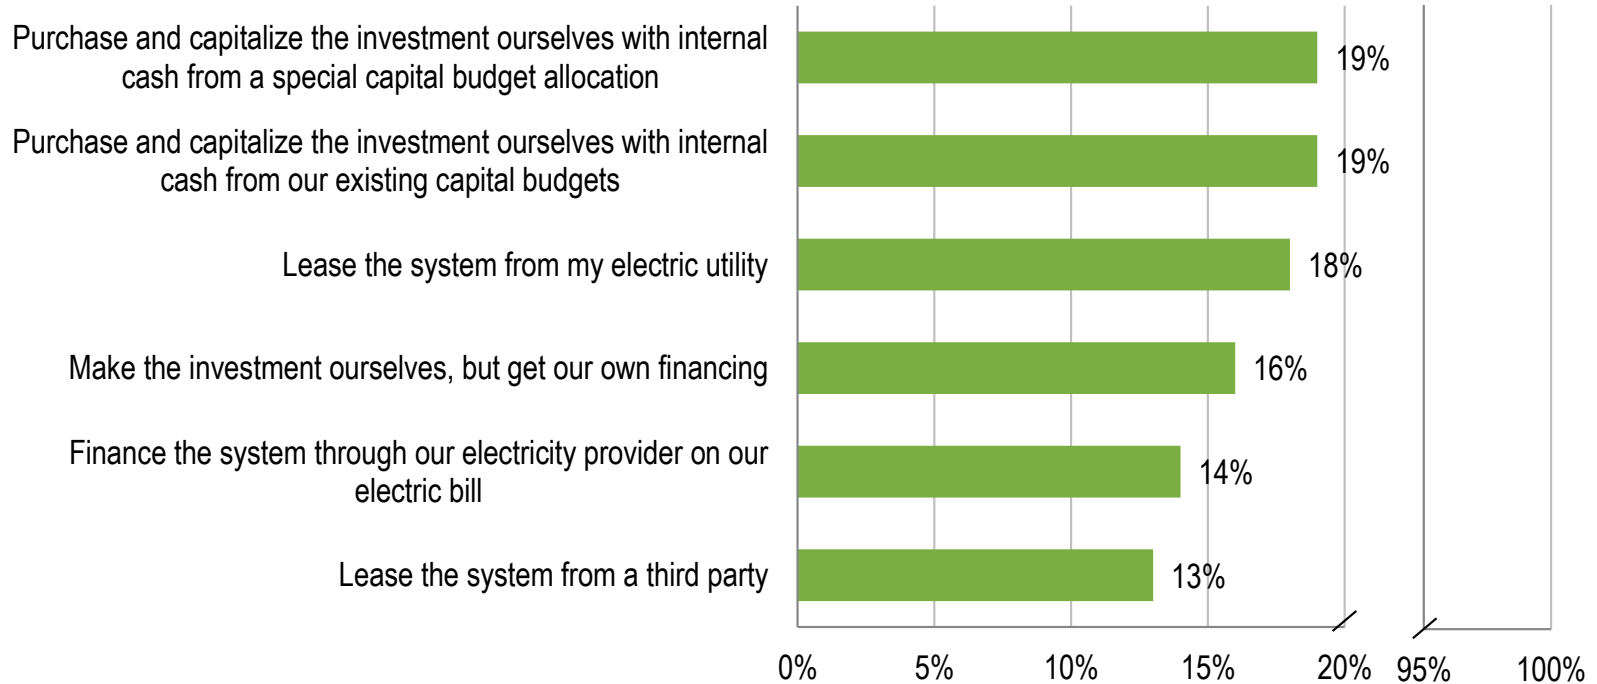 Purchase and capitalize the investment ourselves with internal
cash from a special capital budget allocation
19%
Purchase and capitalize the investment ourselves with internal
cash from our existing capital budgets
19%
Lease the system from my electric utility
18%
Make the investment ourselves, but get our own financing
16%
Finance the system through our electricity provider on our
electric bill
14%
Lease the system from a third party
13%
0% 5% 10% 15% 20% 95% 100%